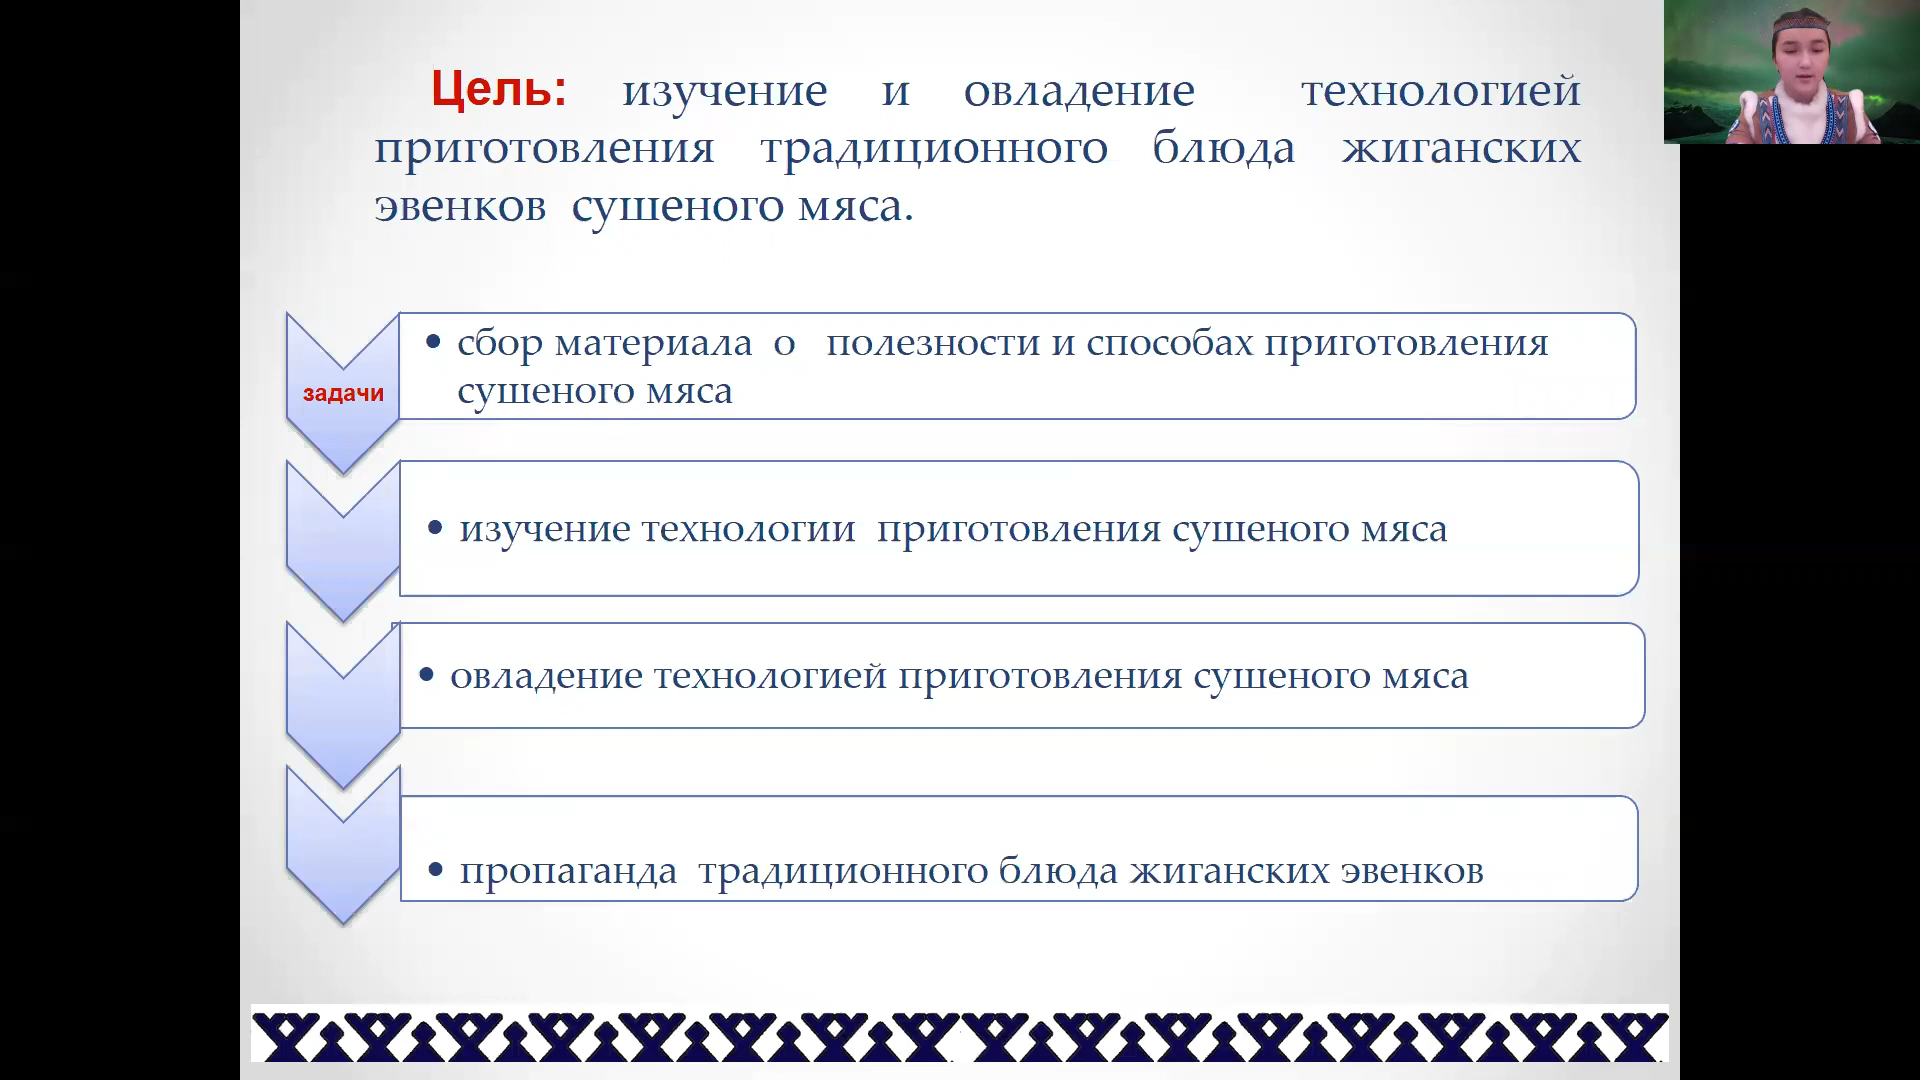 Цель: изучение и овладение технологией
приготовления традиционного блюда жиганских
эвенков сушеного мяса.
задачи
• сбор материала о полезности и способах приготовления
сушеного мяса
• изучение технологии приготовления сушеного мяса
• овладение технологией приготовления сушеного мяса
• пропаганда традиционного блюда жиганских эвенков